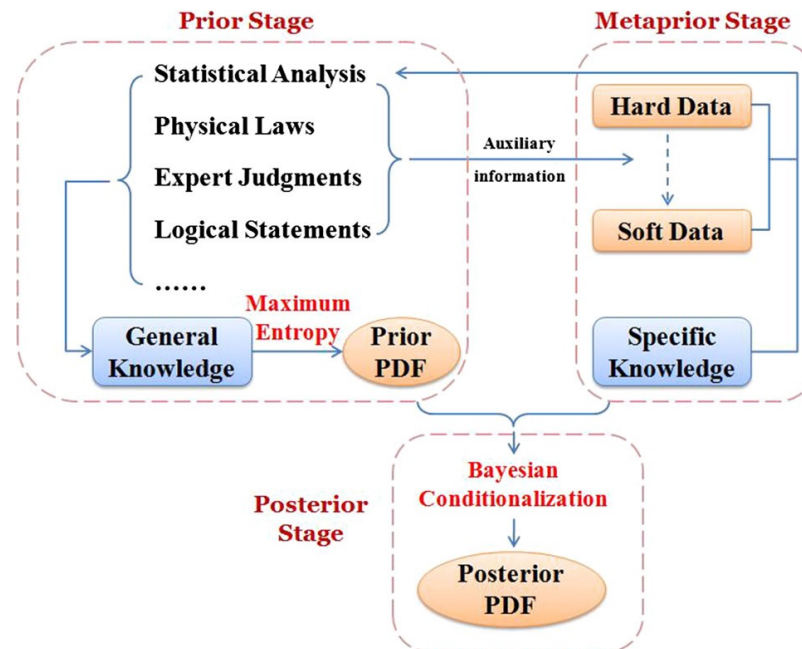 Prior Stage
Metaprior Stage
Statistical Analysis
Physical Laws
Expert Judgments
Logical Statements
......
Auxiliary
information
Hard Data
Soft Data
General
Knowledge
Maximum
Entropy
Prior
PDF
Specific
Knowledge
Posterior
Stage
Bayesian
Conditionalization
Posterior
PDF